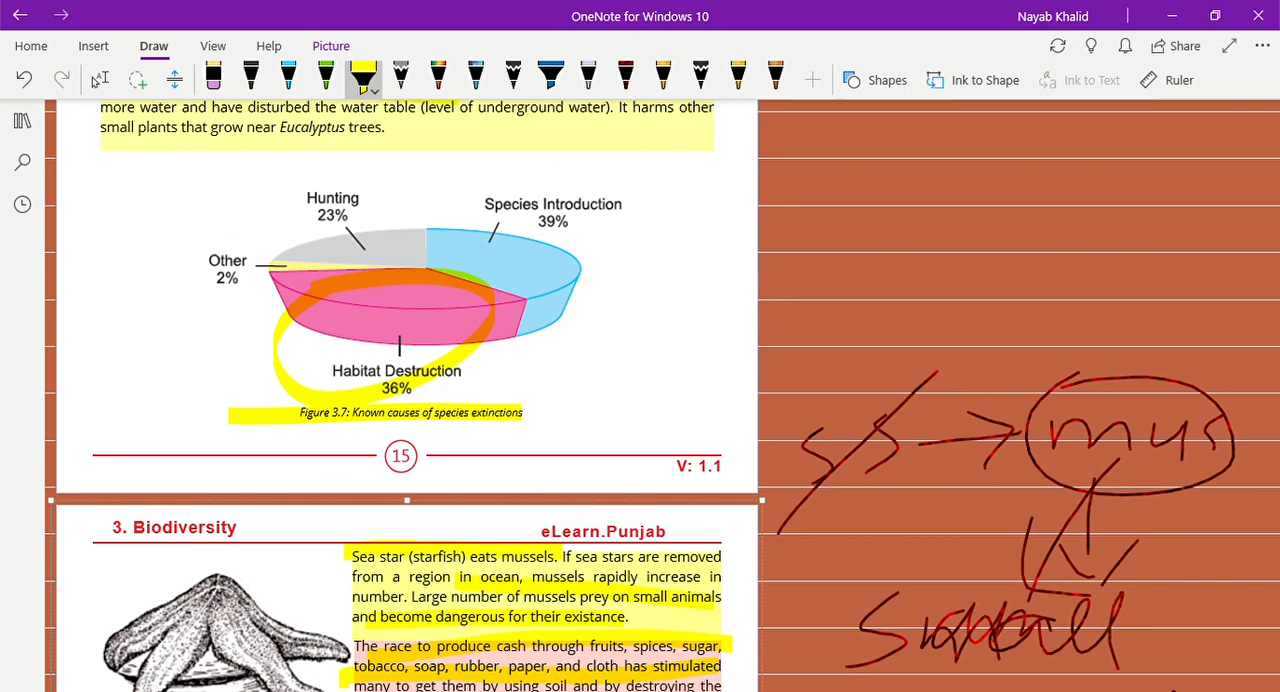 OneNote for Windows 10
Nayab Khalid
Home Insert Draw View Help Picture
Share
Shapes Ink to Shape Ink to Text Ruler
more water and have disturbed the water table (level of underground water). It harms other
small plants that grow near Eucalyptus trees.
Hunting
23%
Species Introduction
39%
Other
2%
Habitat Destruction
36%
Figure 3.7: Known causes of species extinctions
15
V: 1.1
s/s → mus
3. Biodiversity
eLearn.Punjab
Sea star (starfish) eats mussels. If sea stars are removed
from a region in ocean, mussels rapidly increase in
number. Large number of mussels prey on small animals
and become dangerous for their existance.
The race to produce cash through fruits, spices, sugar,
tobacco, soap, rubber, paper, and cloth has stimulated
many to get them by using soil and by destroying the